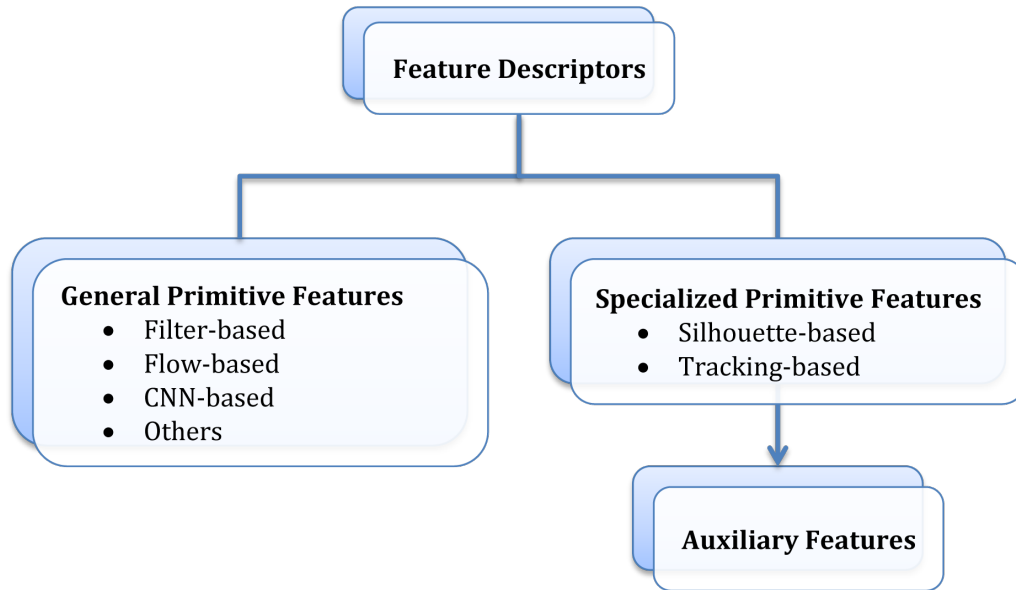 Feature Descriptors
General Primitive Features
• Filter-based
• Flow-based
• CNN-based
• Others
Specialized Primitive Features
• Silhouette-based
• Tracking-based
Auxiliary Features